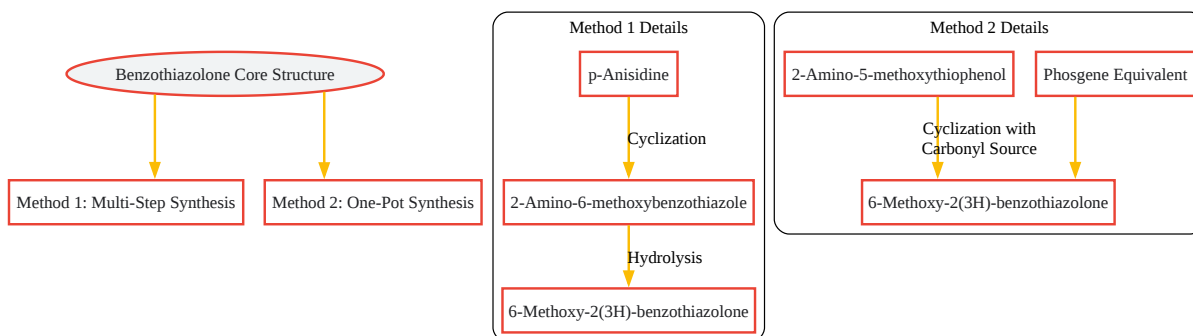 Benzothiazolone Core Structure
Method 1: Multi-Step Synthesis
Method 2: One-Pot Synthesis
Method 1 Details
p-Anisidine
Cyclization
2-Amino-6-methoxybenzothiazole
Hydrolysis
6-Methoxy-2(3H)-benzothiazolone
Method 2 Details
2-Amino-5-methoxythiophenol
Phosgene Equivalent
Cyclization with
Carbonyl Source
6-Methoxy-2(3H)-benzothiazolone